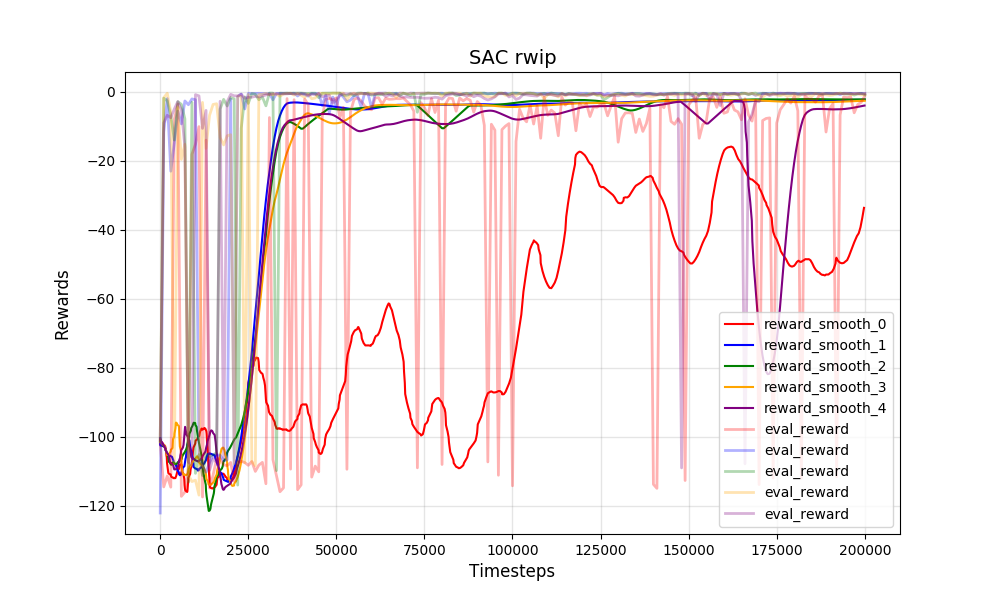 SAC rwip
Rewards
0
−20
−40
−60
−80
−100
−120
0
25000
50000
75000
100000
125000
150000
175000
200000
Timesteps
reward_smooth_0
reward_smooth_1
reward_smooth_2
reward_smooth_3
reward_smooth_4
eval_reward
eval_reward
eval_reward
eval_reward
eval_reward